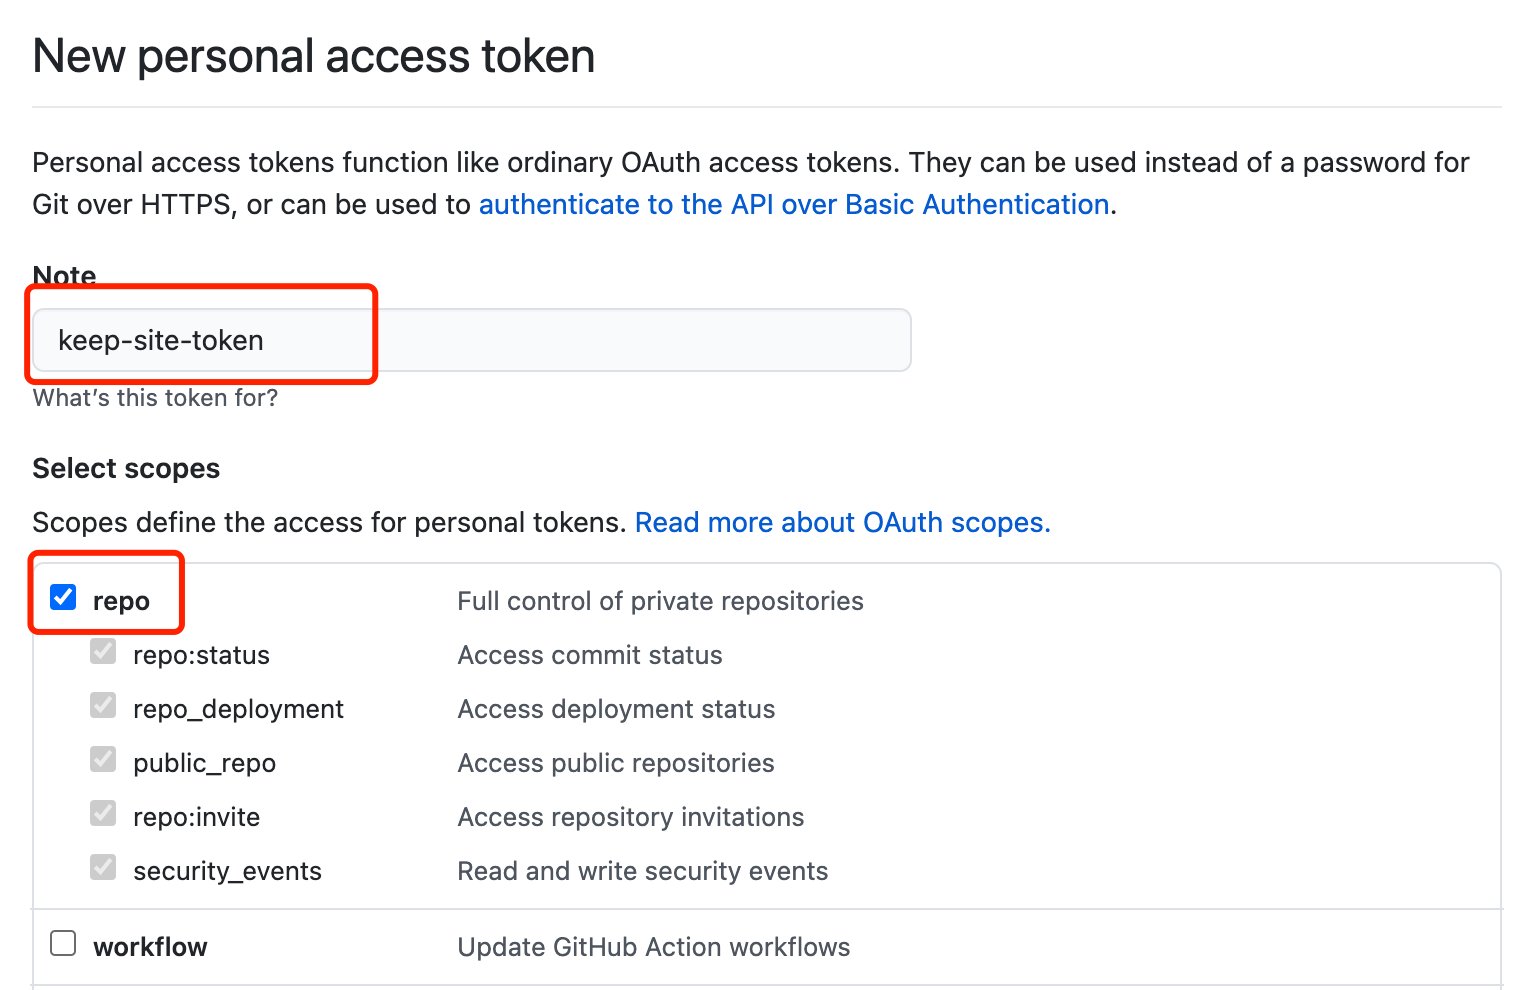 New personal access token
Personal access tokens function like ordinary OAuth access tokens. They can be used instead of a password for
Git over HTTPS, or can be used to authenticate to the API over Basic Authentication.
Note
keep-site-token
What's this token for?
Select scopes
Scopes define the access for personal tokens. Read more about OAuth scopes.
repo Full control of private repositories
repo:status Access commit status
repo_deployment Access deployment status
public_repo Access public repositories
repo:invite Access repository invitations
security_events Read and write security events
workflow Update GitHub Action workflows